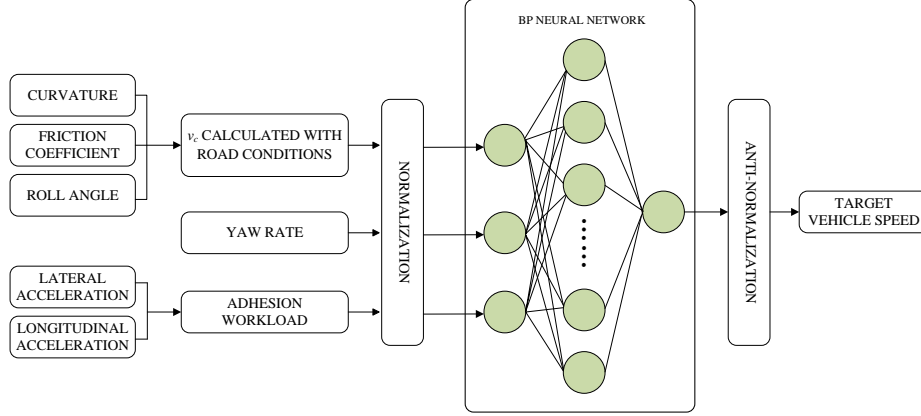 BP NEURAL NETWORK
CURVATURE
FRICTION
COEFFICIENT
ROLL ANGLE
v_c CALCULATED WITH
ROAD CONDITIONS
YAW RATE
LATERAL
ACCELERATION
LONGITUDINAL
ACCELERATION
ADHESION
WORKLOAD
NORMALIZATION
ANTI-NORMALIZATION
TARGET
VEHICLE SPEED